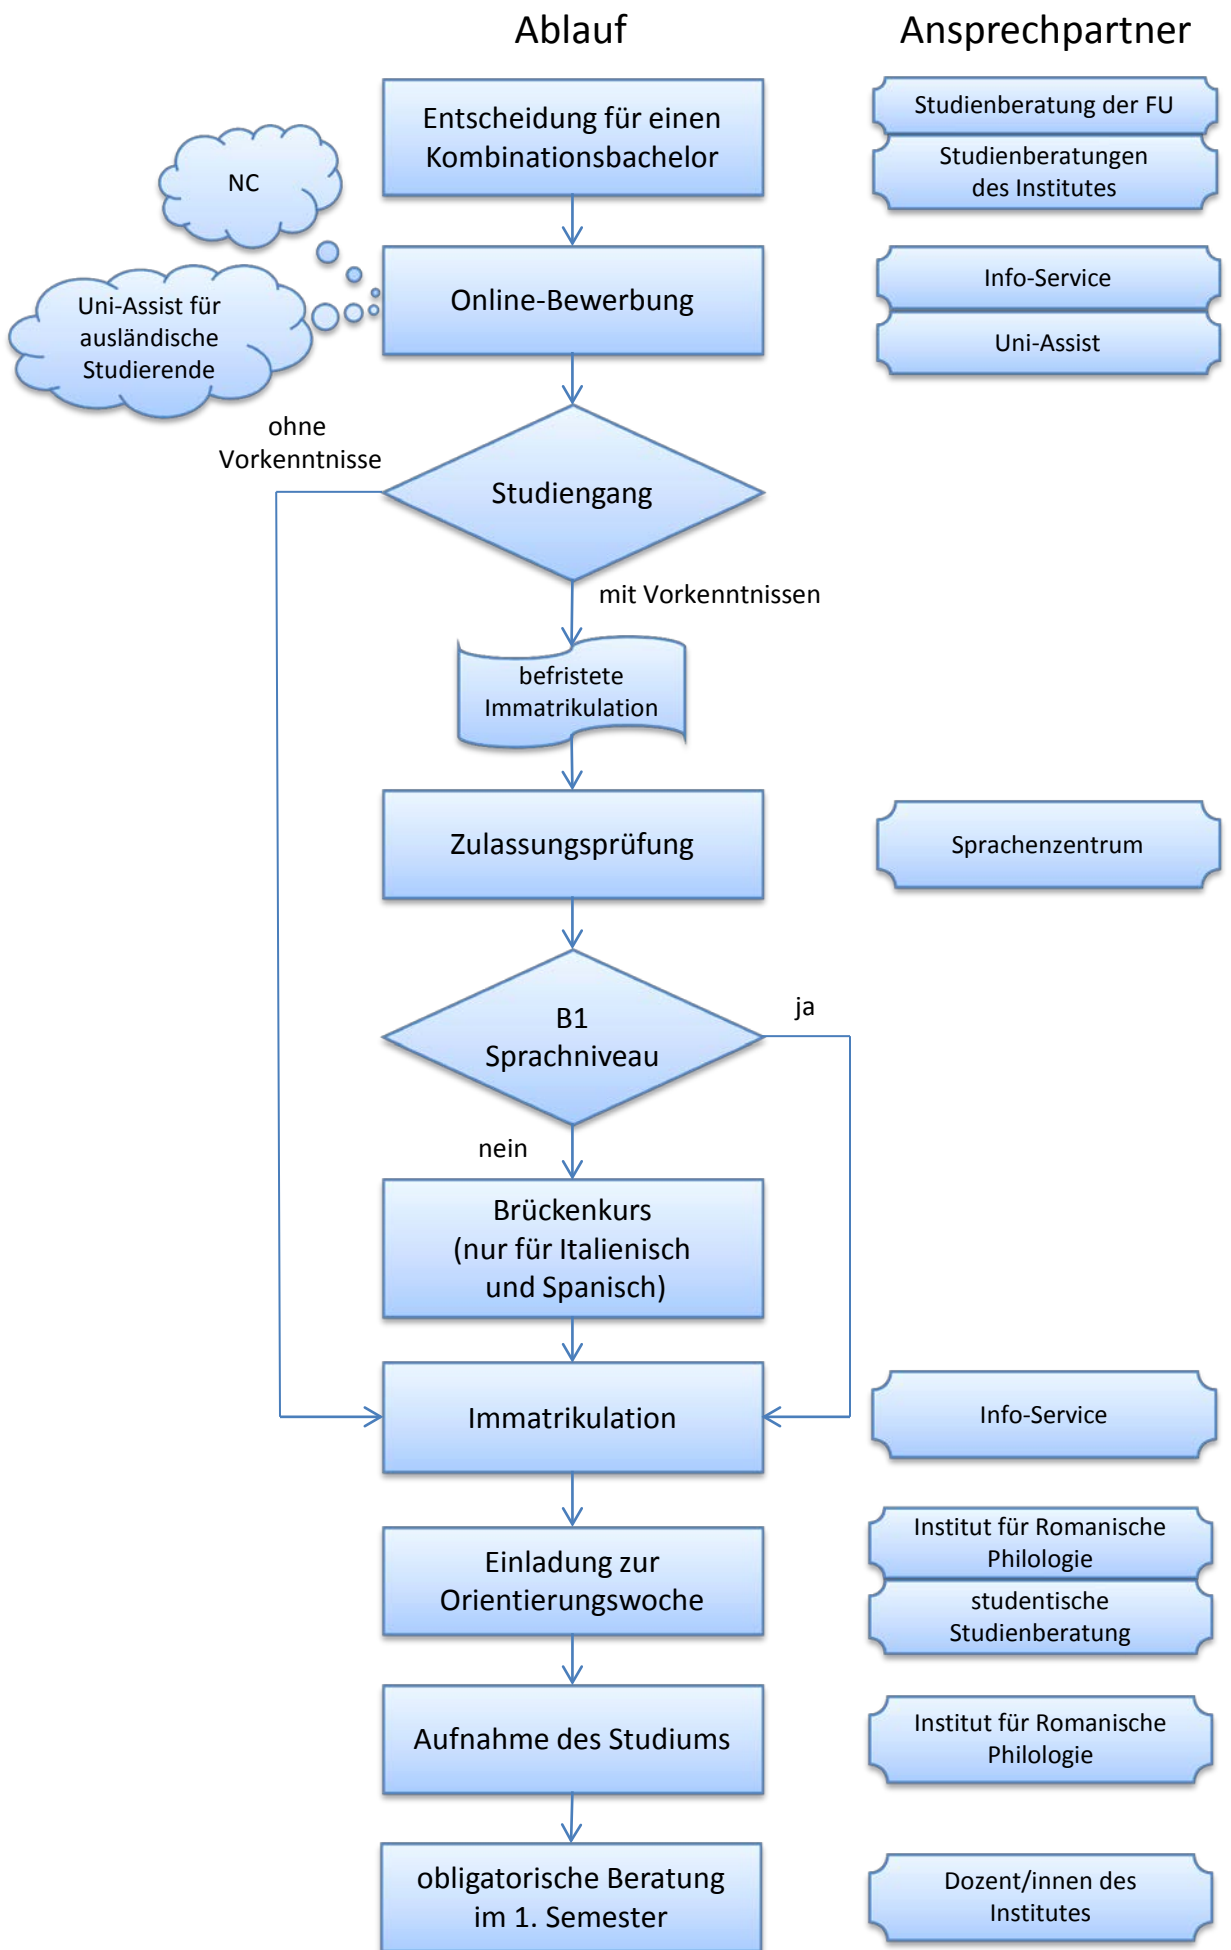 Ablauf
Ansprechpartner
Entscheidung für einen
Kombinationsbachelor
Studienberatung der FU
Studienberatungen
des Institutes
NC
Uni-Assist für
ausländische
Studierende
Online-Bewerbung
Info-Service
Uni-Assist
ohne
Vorkenntnisse
Studiengang
mit Vorkenntnissen
befristete
Immatrikulation
Zulassungsprüfung
Sprachenzentrum
B1
Sprachniveau
ja
nein
Brückenkurs
(nur für Italienisch
und Spanisch)
Immatrikulation
Info-Service
Einladung zur
Orientierungswoche
Institut für Romanische
Philologie
studentische
Studienberatung
Aufnahme des Studiums
Institut für Romanische
Philologie
obligatorische Beratung
im 1. Semester
Dozent/innen des
Institutes